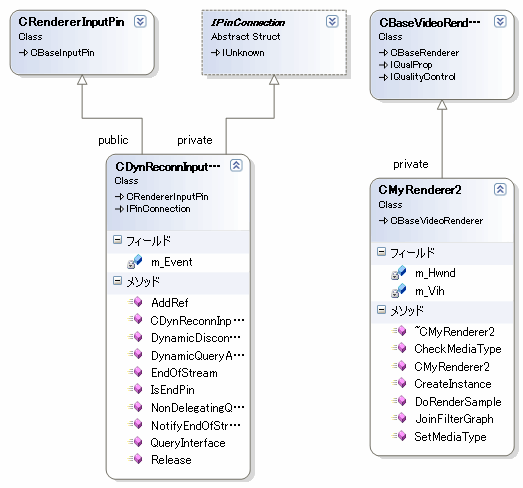 CRendererInputPin
Class
CBaseInputPin
IPinConnection
Abstract Struct
IUnknown
CBaseVideoRend…
Class
CBaseRenderer
IQualProp
IQualityControl
public
private
private
CDynReconnInput…
Class
CRendererInputPin
IPinConnection
フィールド
m_Event
メソッド
AddRef
CDynReconnInp…
DynamicDiscon…
DynamicQueryA…
EndOfStream
IsEndPin
NonDelegatingQ…
NotifyEndOfStr…
QueryInterface
Release
CMyRenderer2
Class
CBaseVideoRenderer
フィールド
m_Hwnd
m_Vih
メソッド
~CMyRenderer2
CheckMediaType
CMyRenderer2
CreateInstance
DoRenderSample
JoinFilterGraph
SetMediaType